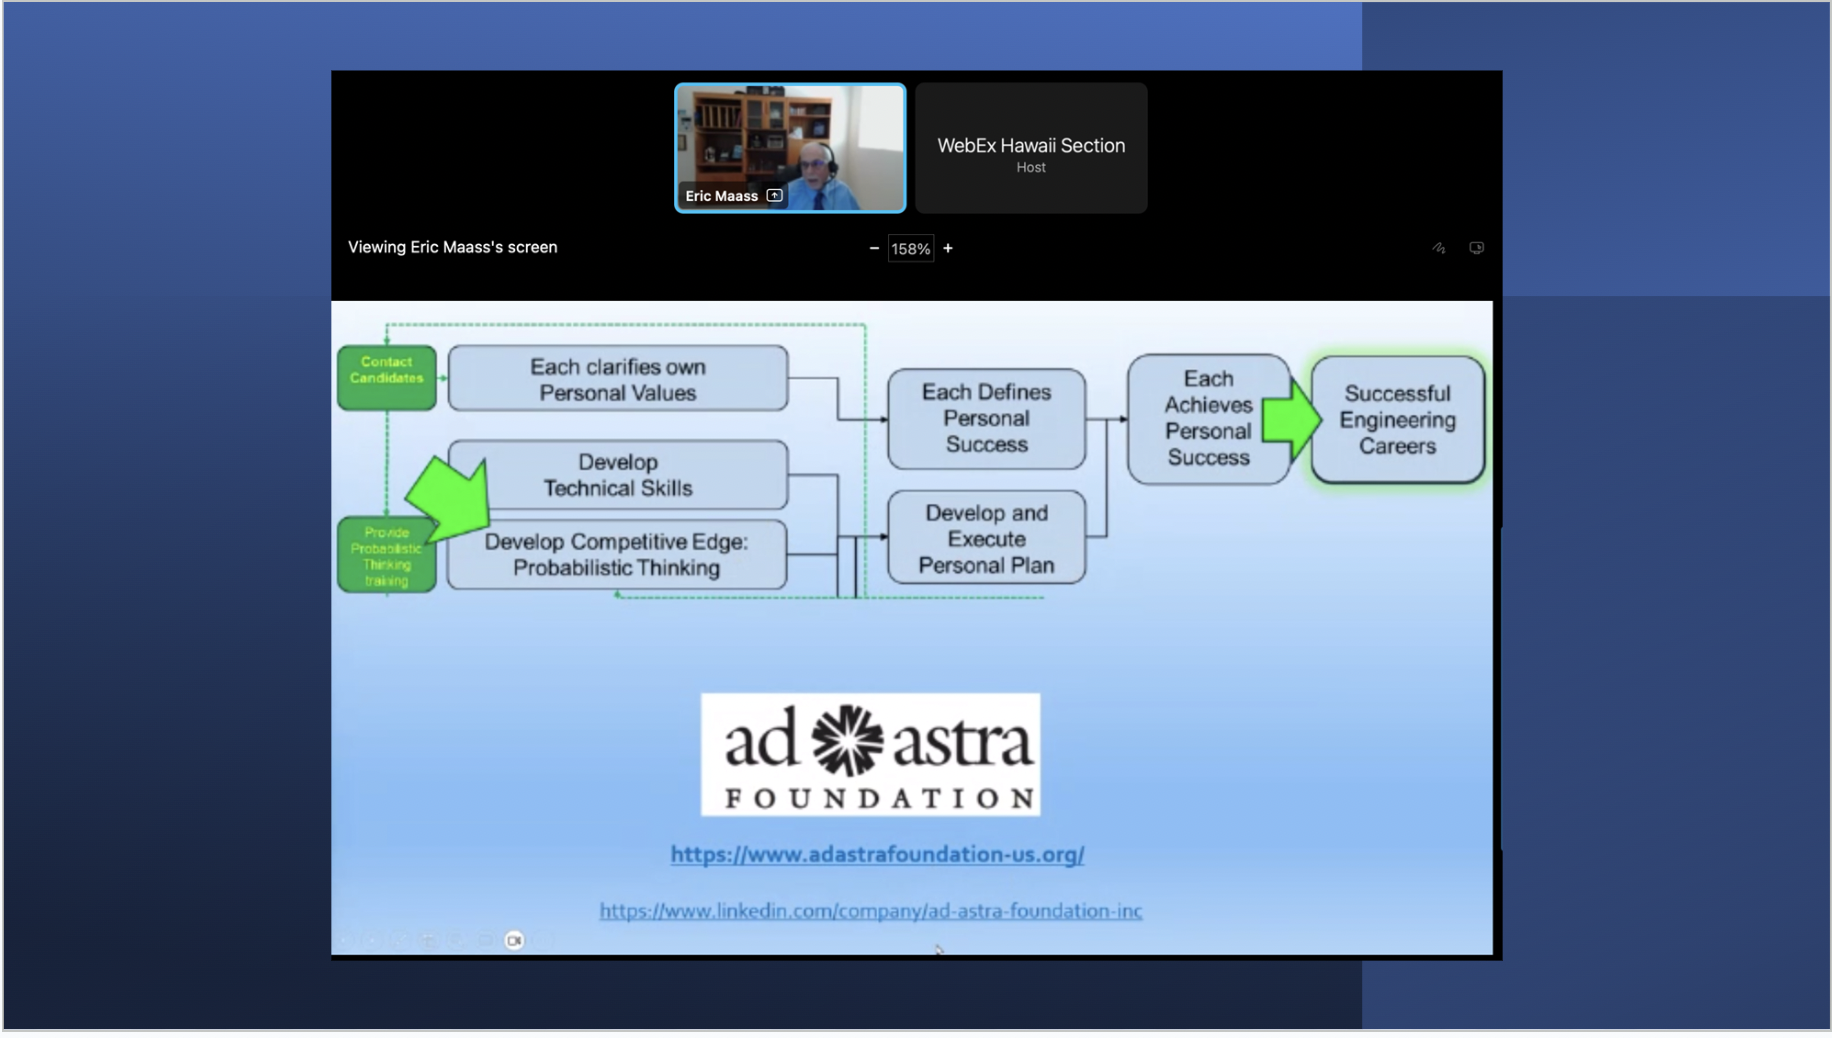 WebEx Hawaii Section
Host
Eric Maass
Viewing Eric Maass's screen
− 158% +
Contact
Candidates
Each clarifies own
Personal Values
Develop
Technical Skills
Provide
Probabilistic
Thinking
training
Develop Competitive Edge:
Probabilistic Thinking
Each Defines
Personal
Success
Develop and
Execute
Personal Plan
Each
Achieves
Personal
Success
Successful
Engineering
Careers
ad astra
FOUNDATION
https://www.adastrafoundation-us.org/
https://www.linkedin.com/company/ad-astra-foundation-inc